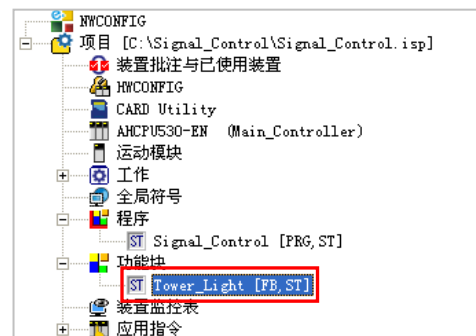 NWCONFIG
项目 [C:\Signal_Control\Signal_Control.isp]
装置批注与已使用装置
HWCONFIG
CARD Utility
AHCPU530-EN (Main_Controller)
运动模块
工作
全局符号
程序
ST Signal_Control [PRG,ST]
功能块
ST Tower_Light [FB,ST]
装置监控表
应用指令